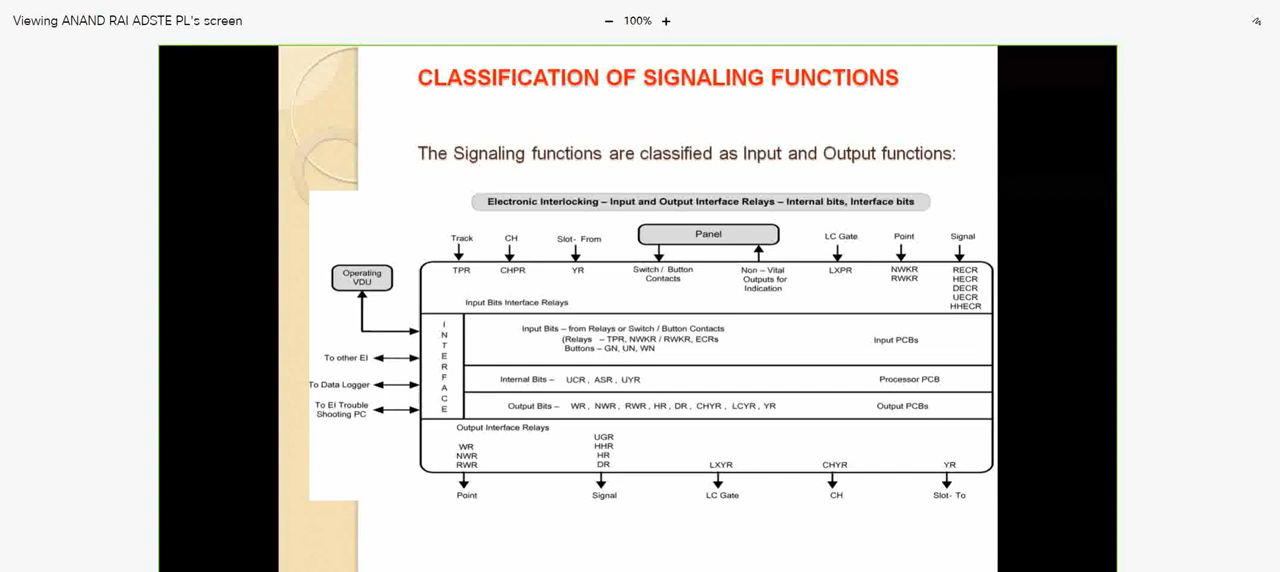 Viewing ANAND RAI ADSTE PL's screen
100%
CLASSIFICATION OF SIGNALING FUNCTIONS
The Signaling functions are classified as Input and Output functions:
Electronic Interlocking – Input and Output Interface Relays – Internal bits, Interface bits
Track
CH
Slot- From
Panel
LC Gate
Point
Signal
Operating
VDU
TPR
CHPR
YR
Switch / Button
Contacts
Non – Vital
Outputs for
Indication
LXPR
NWKR
RWKR
RECR
HECR
DECR
UECR
HHECR
Input Bits Interface Relays
INTERFACE
Input Bits – from Relays or Switch / Button Contacts
(Relays – TPR, NWKR / RWKR, ECRs
Buttons – GN, UN, WN
Input PCBs
To other EI
To Data Logger
To EI Trouble
Shooting PC
Internal Bits – UCR , ASR , UYR
Processor PCB
Output Bits – WR , NWR , RWR , HR , DR , CHYR , LCYR , YR
Output PCBs
Output Interface Relays
WR
NWR
RWR
UGR
HHR
HR
DR
LXYR
CHYR
YR
Point
Signal
LC Gate
CH
Slot- To